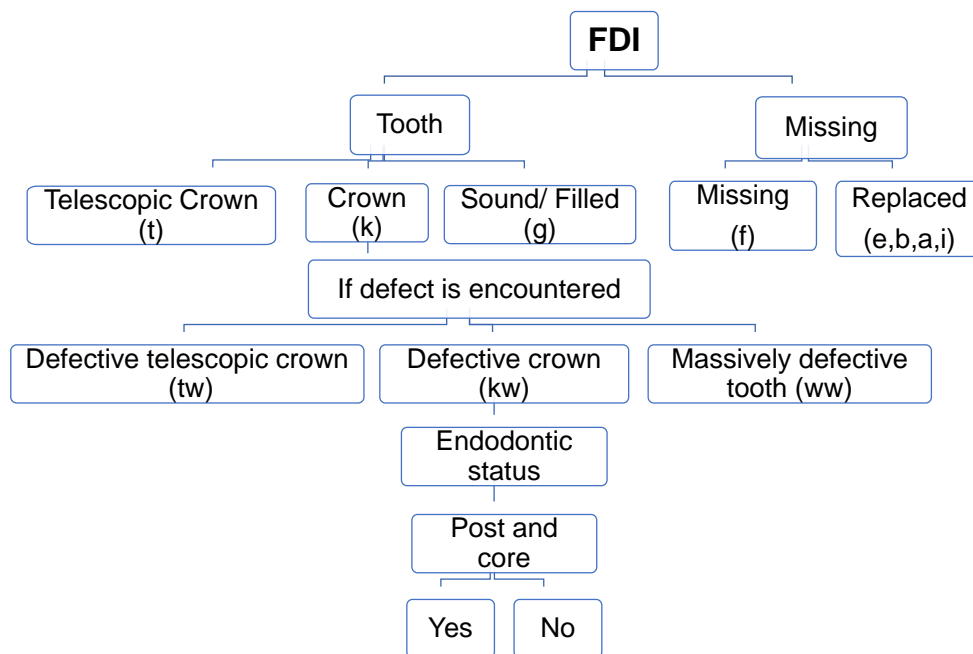 FDI
Tooth
Missing
Telescopic Crown
(t)
Crown
(k)
Sound/ Filled
(g)
Missing
(f)
Replaced
(e,b,a,i)
If defect is encountered
Defective telescopic crown
(tw)
Defective crown
(kw)
Massively defective
tooth (ww)
Endodontic
status
Post and
core
Yes
No